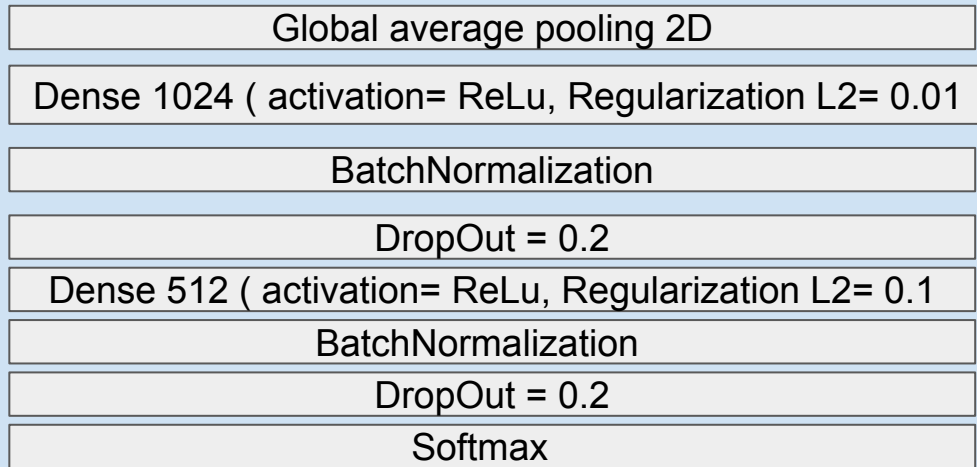 Global average pooling 2D
Dense 1024 ( activation= ReLu, Regularization L2= 0.01
BatchNormalization
DropOut = 0.2
Dense 512 ( activation= ReLu, Regularization L2= 0.1
BatchNormalization
DropOut = 0.2
Softmax